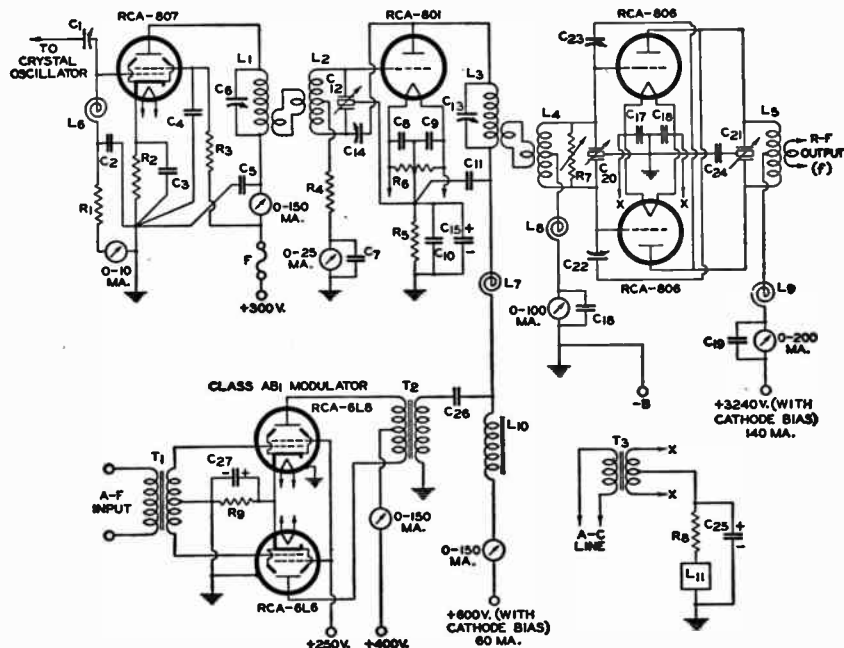 RCA-807
RCA-801
RCA-806
C1
TO
CRYSTAL
OSCILLATOR
L1
L2
C23
C6
C12
C13
L3
L4
C17
C18
C21
L5
R-F
OUTPUT
(f)
L6
C2
R2
C4
R3
C3
C5
C14
C8
C9
R6
C11
R4
R7
C20
C24
X
X
R1
0-10
MA.
0-150
MA.
F
+300V.
0-25
MA.
C7
R5
C10
C15
+
-
L7
L8
C22
RCA-806
L9
0-100
MA.
C18
-B
C19
0-200
MA.
+3240V.(WITH
CATHODE BIAS)
140 MA.
CLASS AB1 MODULATOR
RCA-6L6
T2
C26
L10
T1
A-F
INPUT
C27
- +
R9
0-150
MA.
RCA-6L6
+250V.
+400V.
0-150
MA.
+600V.(WITH
CATHODE BIAS)
60 MA.
T3
X
X
A-C
LINE
R8
C25
+
-
L11